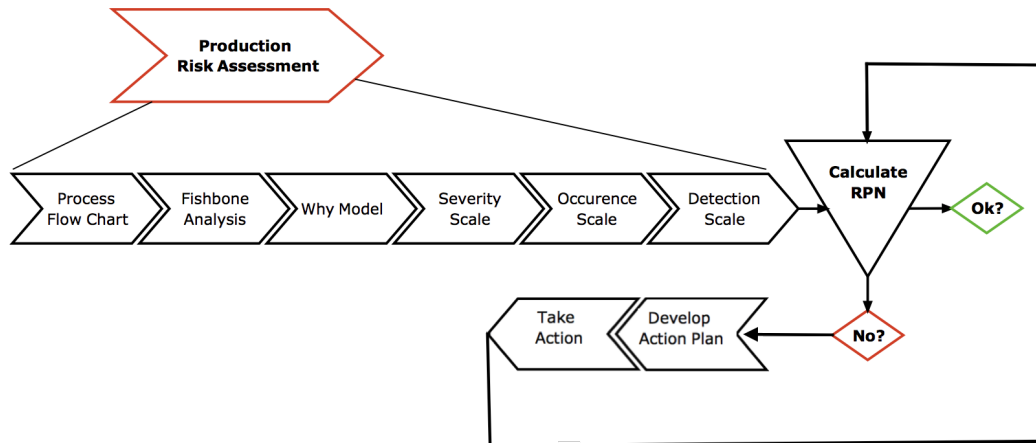 Production
Risk Assessment
Process
Flow Chart
Fishbone
Analysis
Why Model
Severity
Scale
Occurence
Scale
Detection
Scale
Calculate
RPN
Ok?
No?
Develop
Action Plan
Take
Action